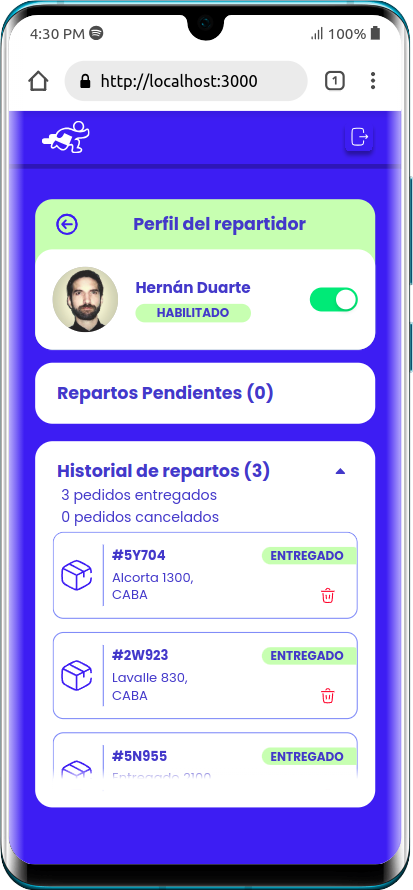 4:30 PM
100%
http://localhost:3000
1
Perfil del repartidor
Hernán Duarte
HABILITADO
Repartos Pendientes (0)
Historial de repartos (3)
3 pedidos entregados
0 pedidos cancelados
#5Y704
ENTREGADO
Alcorta 1300,
CABA
#2W923
ENTREGADO
Lavalle 830,
CABA
#5N955
ENTREGADO
Entregado 2100